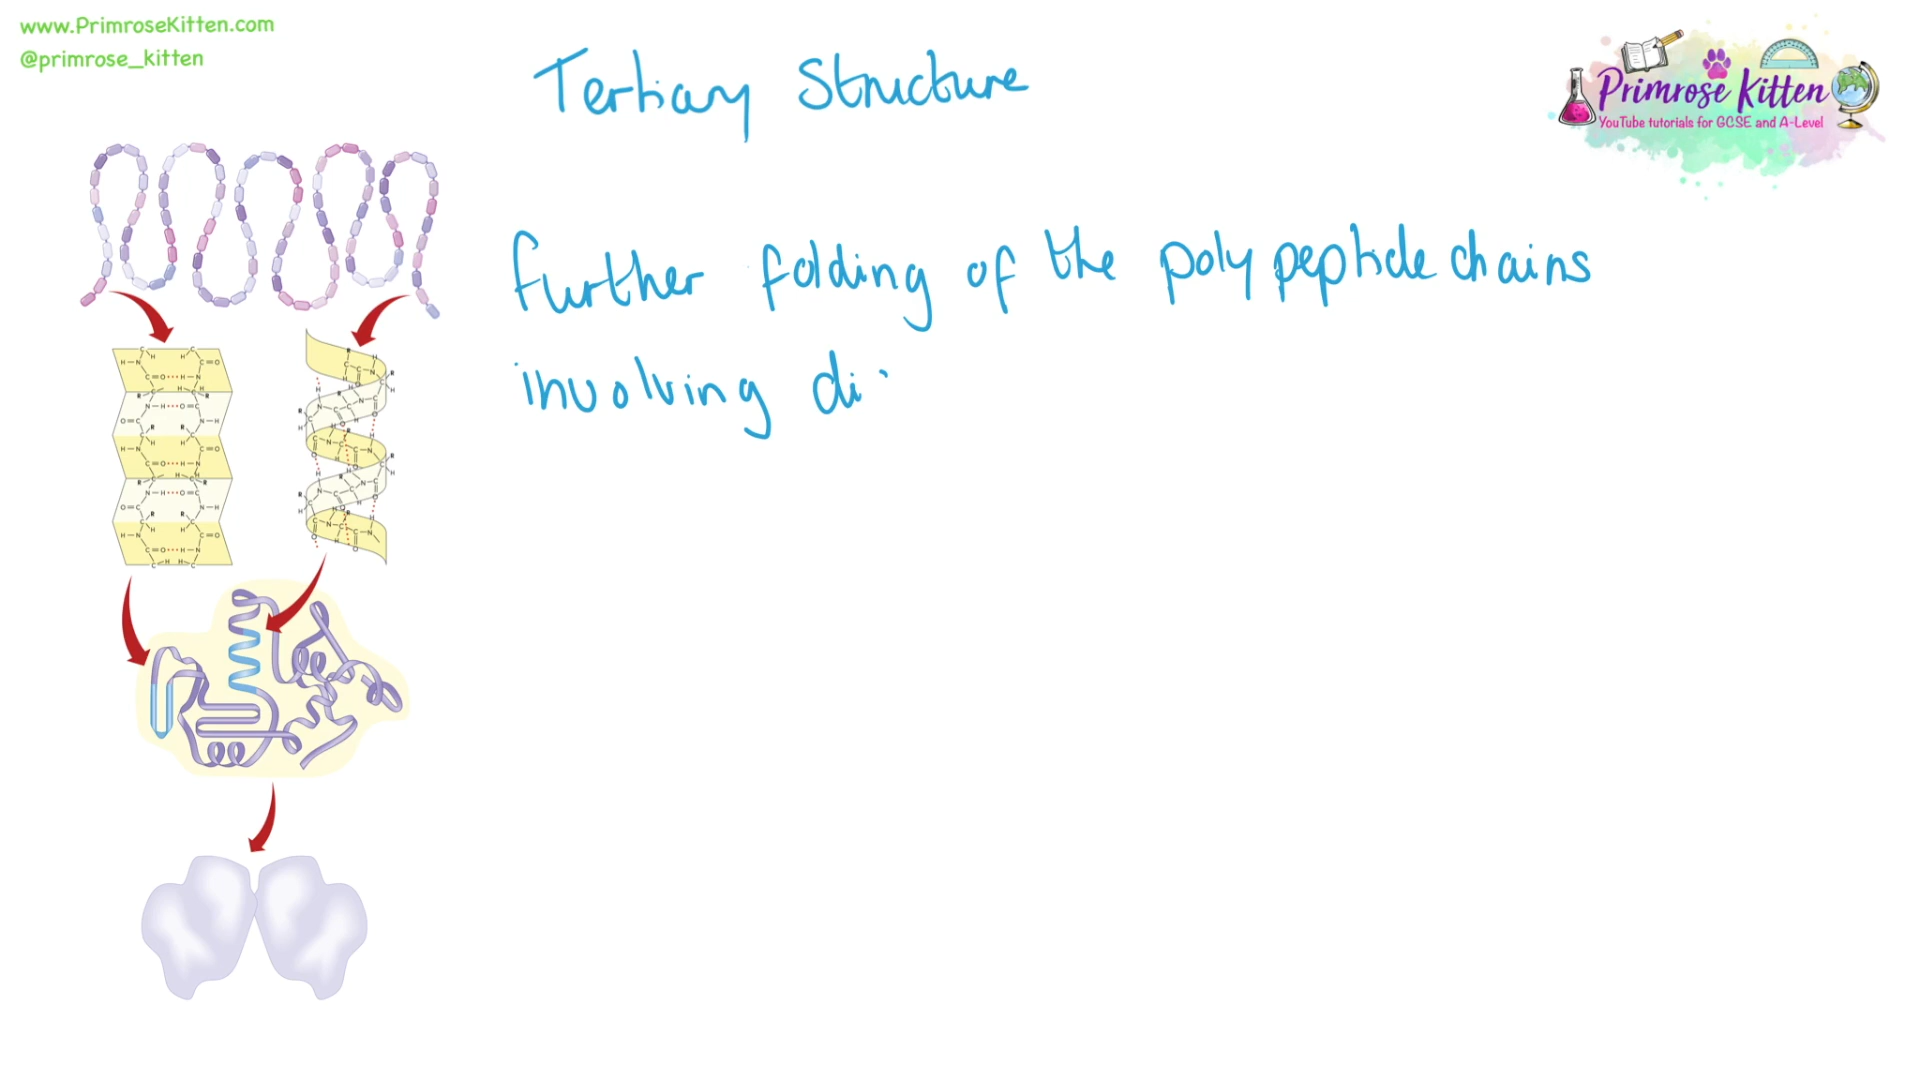 www.PrimroseKitten.com
@primrose_kitten
Tertiary Structure
Primrose Kitten
YouTube tutorials for GCSE and A-Level
further folding of the polypeptide chains
involving di